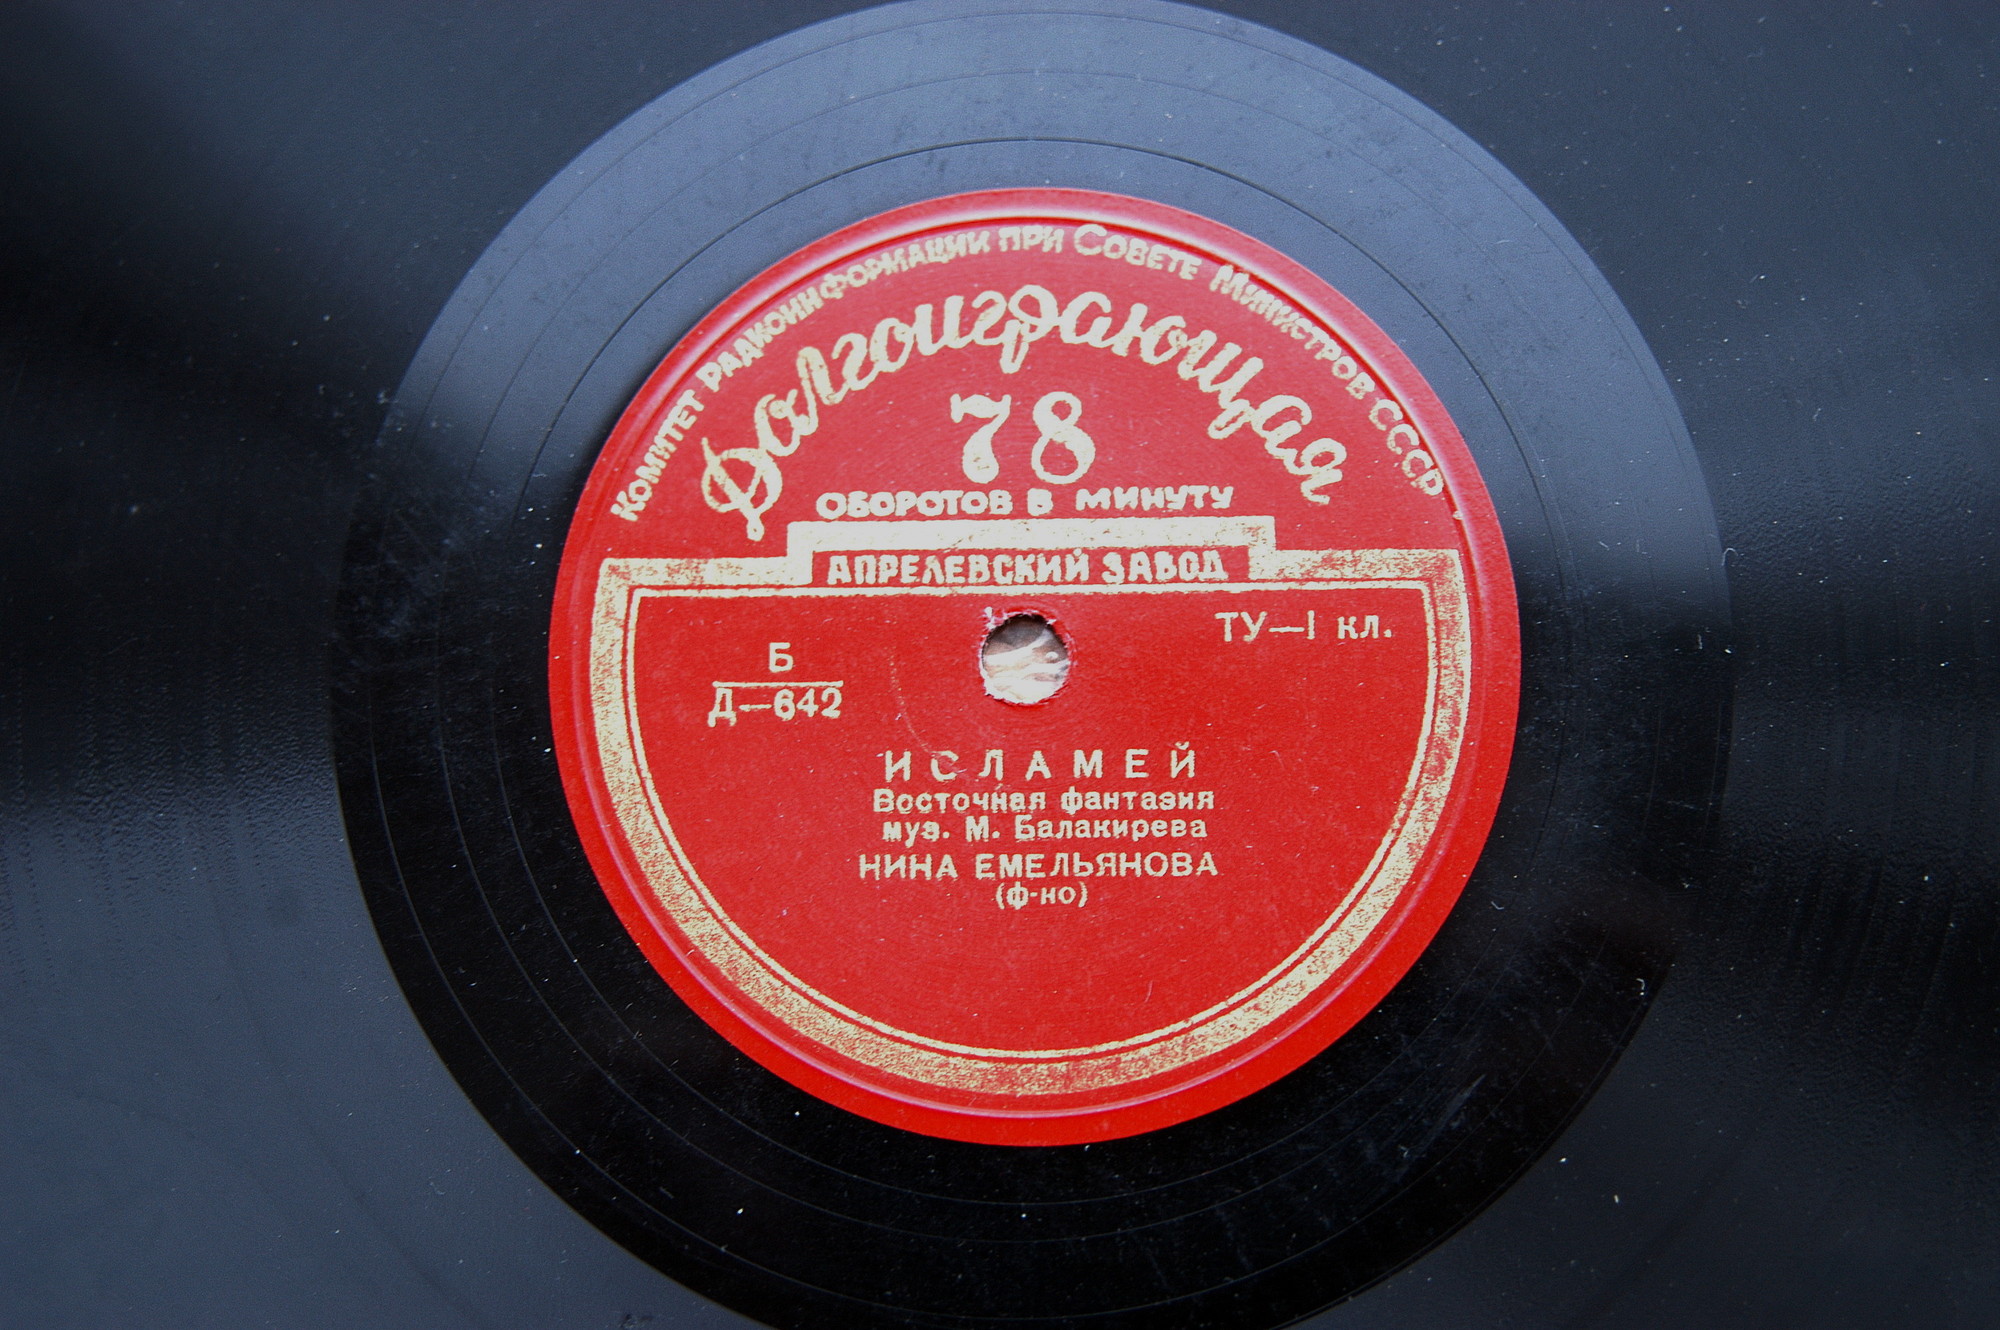 Комитет радиоинформации при Совете Министров СССР
Долгоиграющая
78
ОБОРОТОВ В МИНУТУ
АПРЕЛЕВСКИЙ ЗАВОД
ТУ—I кл.
Б
Д—642
ИСЛАМЕЙ
Восточная фантазия
муз. М. Балакирева
НИНА ЕМЕЛЬЯНОВА
(ф-но)